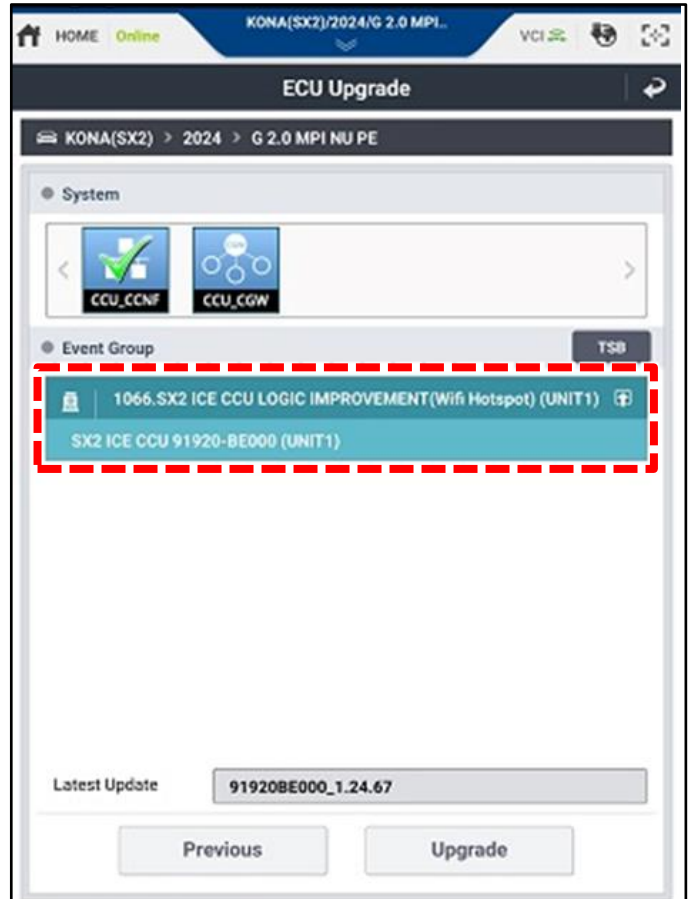 HOME Online KONA(SX2)/2024/G 2.0 MPI.. VCI
ECU Upgrade
KONA(SX2) > 2024 > G 2.0 MPI NU PE
System
CCU_CCNF CCU_CGW
Event Group TSB
1066.SX2 ICE CCU LOGIC IMPROVEMENT(Wifi Hotspot) (UNIT1)
SX2 ICE CCU 91920-BE000 (UNIT1)
Latest Update 91920BE000_1.24.67
Previous Upgrade